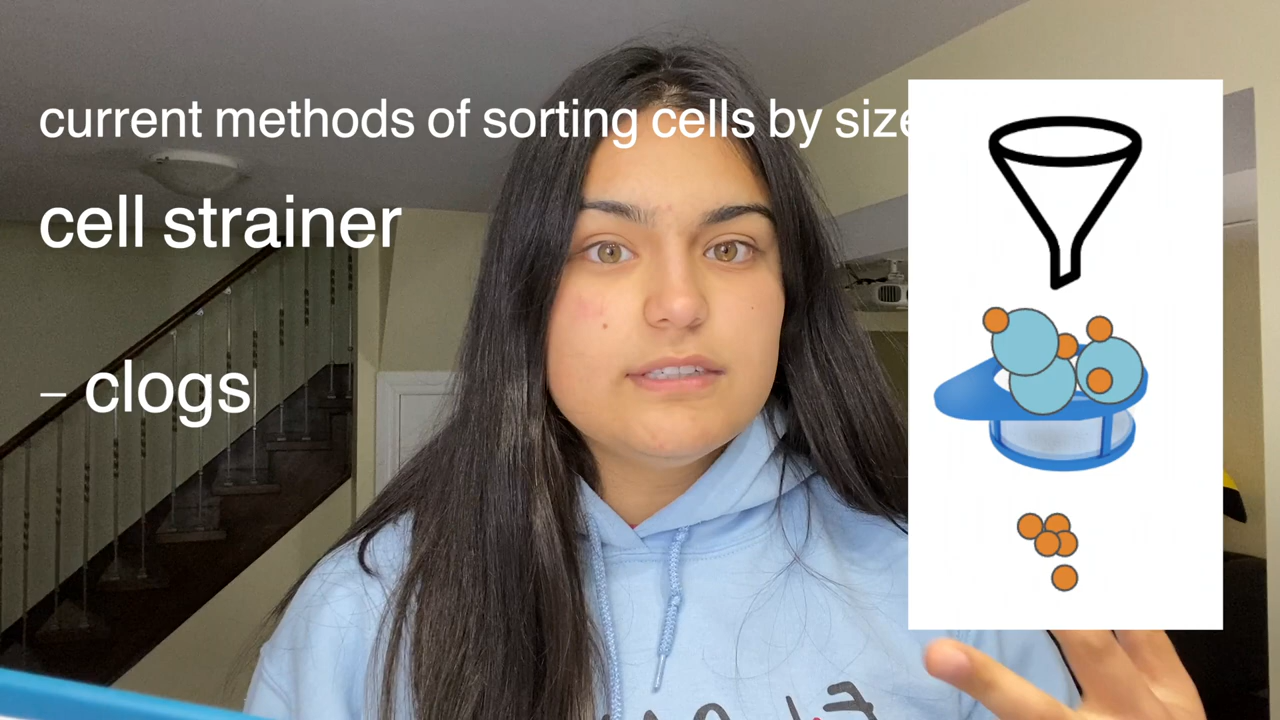 current methods of sorting cells by size
cell strainer
– clogs